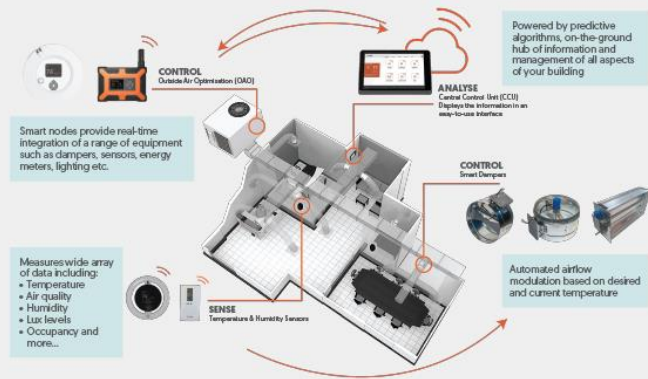 CONTROL
Outside Air Optimisation (OAO)
Smart nodes provide real-time
integration of a range of equipment
such as dampers, sensors, energy
meters, lighting etc.
Powered by predictive
algorithms, on-the-ground
hub of information and
management of all aspects
of your building
ANALYSE
Central Control Unit (CCU)
Displays the information in an
easy-to-use interface
CONTROL
Smart Dampers
Automated airflow
modulation based on desired
and current temperature
Measures wide array
of data including:
• Temperature
• Air quality
• Humidity
• Lux levels
• Occupancy and
more...
SENSE
Temperature & Humidity Sensors